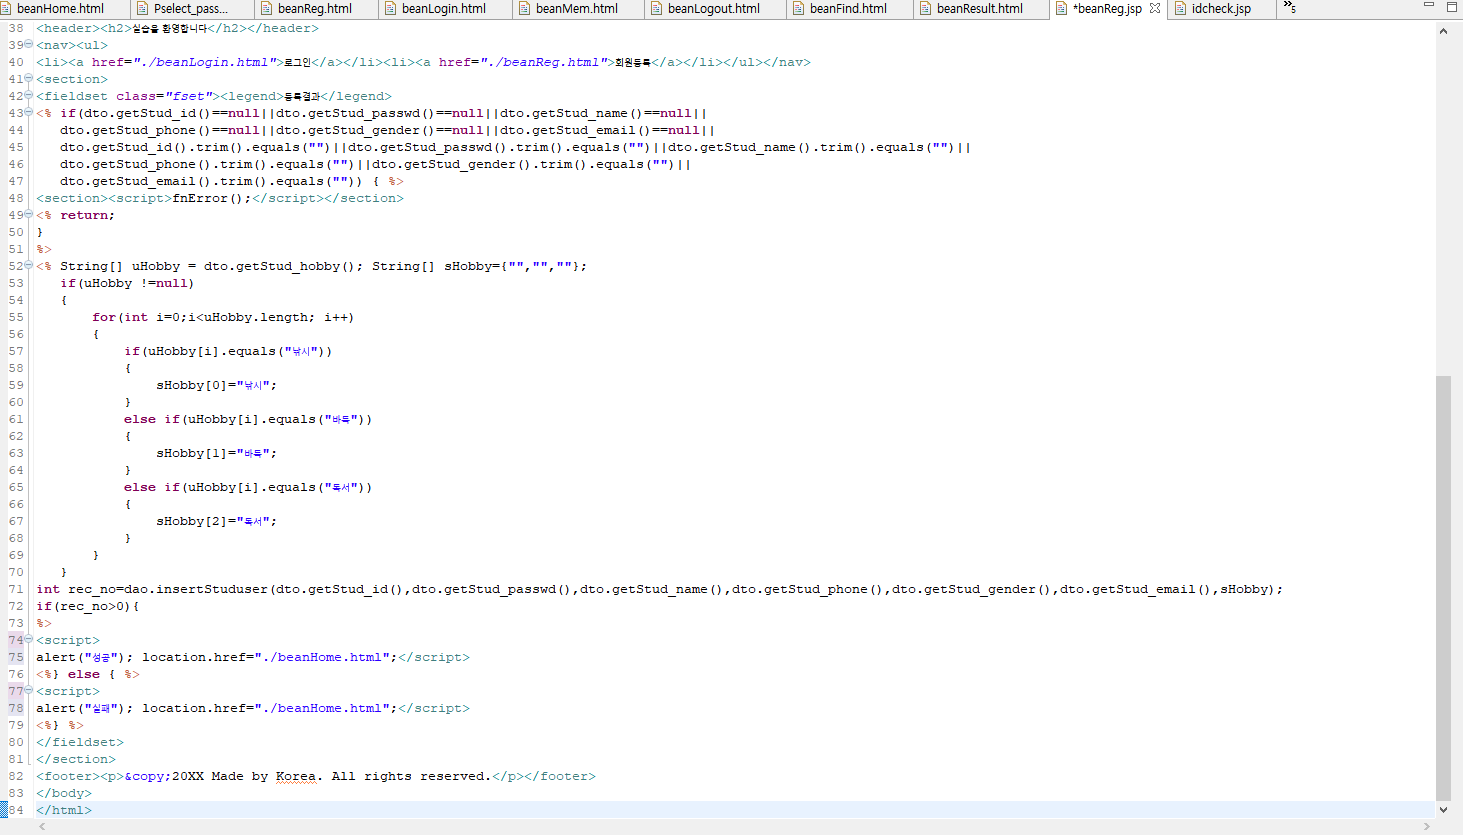 beanHome.html Pselect_pass... beanReg.html beanLogin.html beanMem.html beanLogout.html beanFind.html beanResult.html *beanReg.jsp idcheck.jsp »5
38 <header><h2>실습을 환영합니다</h2></header>
39 <nav><ul>
40 <li><a href="./beanLogin.html">로그인</a></li><li><a href="./beanReg.html">회원등록</a></li></ul></nav>
41 <section>
42 <fieldset class="fset"><legend>등록결과</legend>
43 <% if(dto.getStud_id()==null||dto.getStud_passwd()==null||dto.getStud_name()==null||
44 dto.getStud_phone()==null||dto.getStud_gender()==null||dto.getStud_email()==null||
45 dto.getStud_id().trim().equals("")||dto.getStud_passwd().trim().equals("")||dto.getStud_name().trim().equals("")||
46 dto.getStud_phone().trim().equals("")||dto.getStud_gender().trim().equals("")||
47 dto.getStud_email().trim().equals("")) { %>
48 <section><script>fnError();</script></section>
49 <% return;
50 }
51 %>
52 <% String[] uHobby = dto.getStud_hobby(); String[] sHobby={"","",""};
53 if(uHobby !=null)
54 {
55 for(int i=0;i<uHobby.length; i++)
56 {
57 if(uHobby[i].equals("낚시"))
58 {
59 sHobby[0]="낚시";
60 }
61 else if(uHobby[i].equals("바둑"))
62 {
63 sHobby[1]="바둑";
64 }
65 else if(uHobby[i].equals("독서"))
66 {
67 sHobby[2]="독서";
68 }
69 }
70 }
71 int rec_no=dao.insertStuduser(dto.getStud_id(),dto.getStud_passwd(),dto.getStud_name(),dto.getStud_phone(),dto.getStud_gender(),dto.getStud_email(),sHobby);
72 if(rec_no>0){
73 %>
74 <script>
75 alert("성공"); location.href="./beanHome.html";</script>
76 <%} else { %>
77 <script>
78 alert("실패"); location.href="./beanHome.html";</script>
79 <%} %>
80 </fieldset>
81 </section>
82 <footer><p>&copy;20XX Made by Korea. All rights reserved.</p></footer>
83 </body>
84 </html>